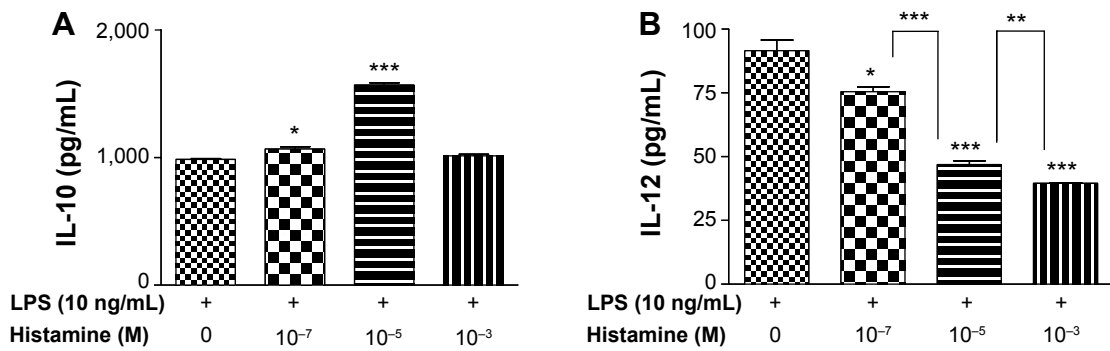 A
IL-10 (pg/mL)
2,000
1,000
0
*
***
LPS (10 ng/mL) + + + +
Histamine (M) 0 10⁻⁷ 10⁻⁵ 10⁻³
B
IL-12 (pg/mL)
100
75
50
25
0
*
***
***
***
**
LPS (10 ng/mL) + + + +
Histamine (M) 0 10⁻⁷ 10⁻⁵ 10⁻³